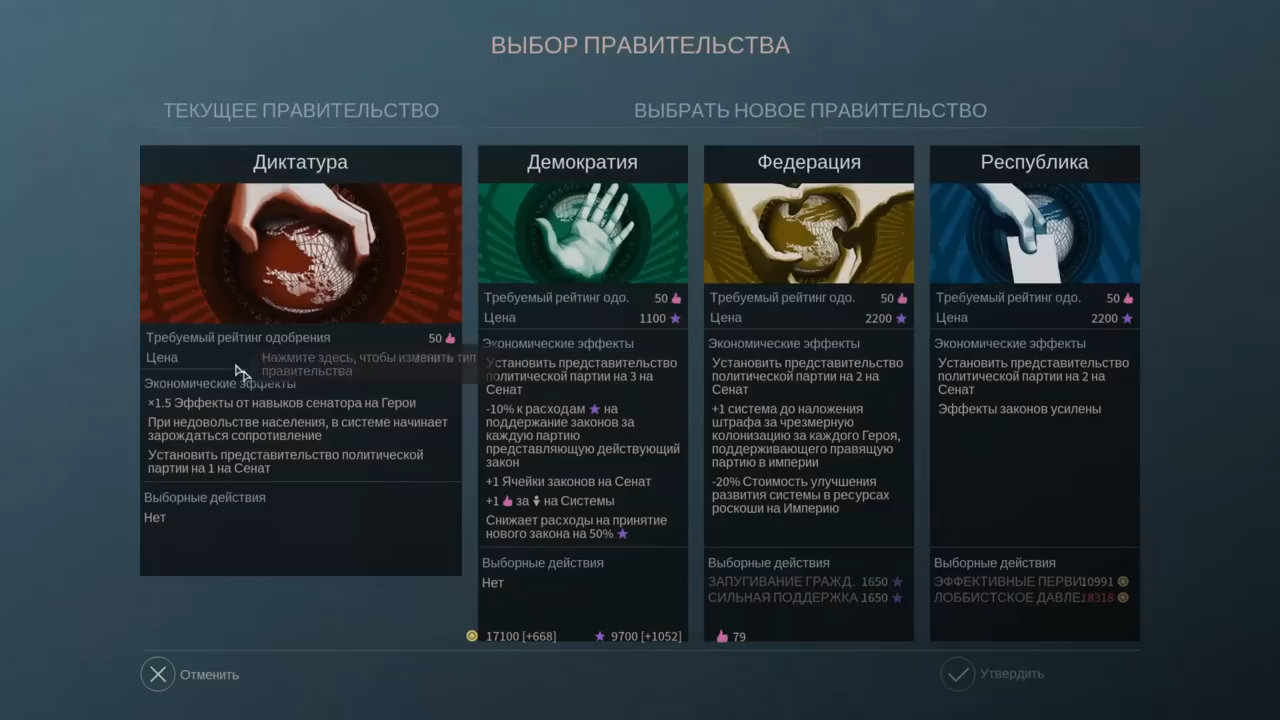 ВЫБОР ПРАВИТЕЛЬСТВА
ТЕКУЩЕЕ ПРАВИТЕЛЬСТВО
ВЫБРАТЬ НОВОЕ ПРАВИТЕЛЬСТВО
Диктатура
Требуемый рейтинг одобрения 50
Цена
Нажмите здесь, чтобы изменить тип
правительства
Экономические эффекты
×1.5 Эффекты от навыков сенатора на Герои
При недовольстве населения, в системе начинает
зарождаться сопротивление
Установить представительство политической
партии на 1 на Сенат
Выборные действия
Нет
Демократия
Требуемый рейтинг одо. 50
Цена 1100
Экономические эффекты
Установить представительство
политической партии на 3 на
Сенат
-10% к расходам на
поддержание законов за
каждую партию
представляющую действующий
закон
+1 Ячейки законов на Сенат
+1 за на Системы
Снижает расходы на принятие
нового закона на 50%
Выборные действия
Нет
Федерация
Требуемый рейтинг одо. 50
Цена 2200
Экономические эффекты
Установить представительство
политической партии на 2 на
Сенат
+1 система до наложения
штрафа за чрезмерную
колонизацию за каждого Героя,
поддерживающего правящую
партию в империи
-20% Стоимость улучшения
развития системы в ресурсах
роскоши на Империю
Выборные действия
ЗАПУГИВАНИЕ ГРАЖД. 1650
СИЛЬНАЯ ПОДДЕРЖКА 1650
Республика
Требуемый рейтинг одо. 50
Цена 2200
Экономические эффекты
Установить представительство
политической партии на 2 на
Сенат
Эффекты законов усилены
Выборные действия
ЭФФЕКТИВНЫЕ ПЕРВИ 10991
ЛОББИСТСКОЕ ДАВЛЕ 18318
17100 [+668] 9700 [+1052] 79
Отменить
Утвердить